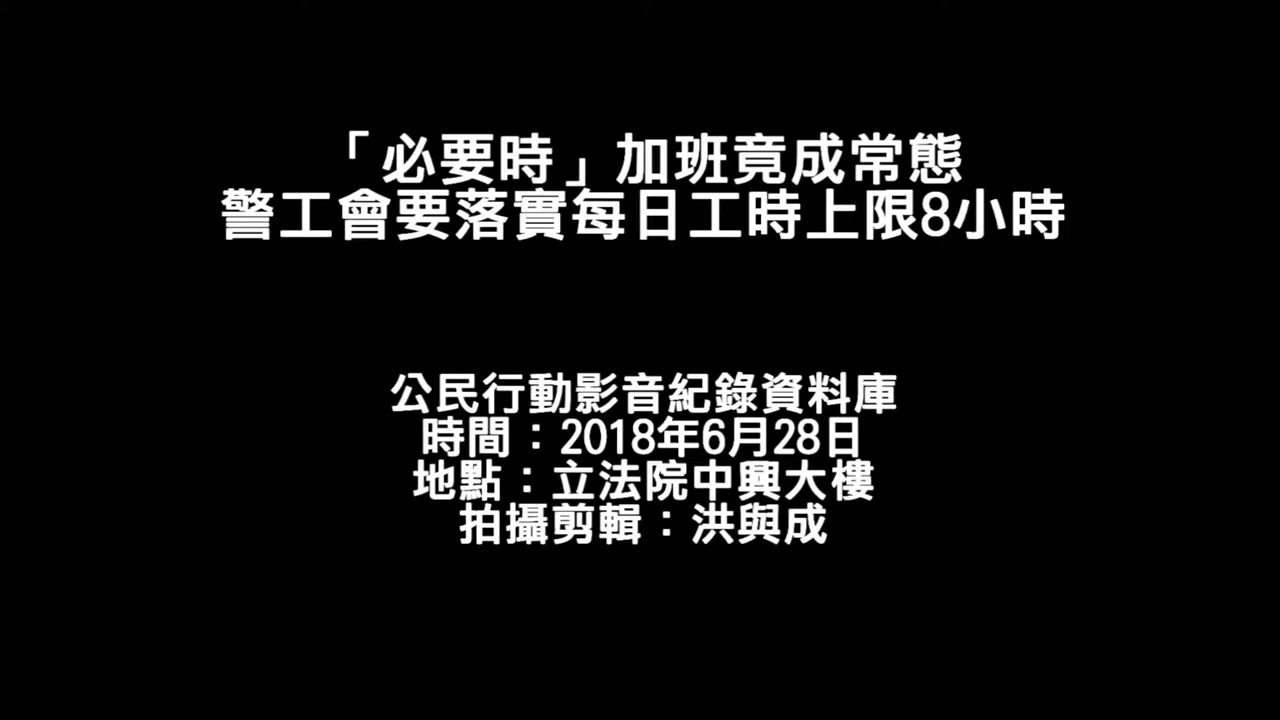 「必要時」加班竟成常態
警工會要落實每日工時上限8小時
公民行動影音紀錄資料庫
時間：2018年6月28日
地點：立法院中興大樓
拍攝剪輯：洪與成